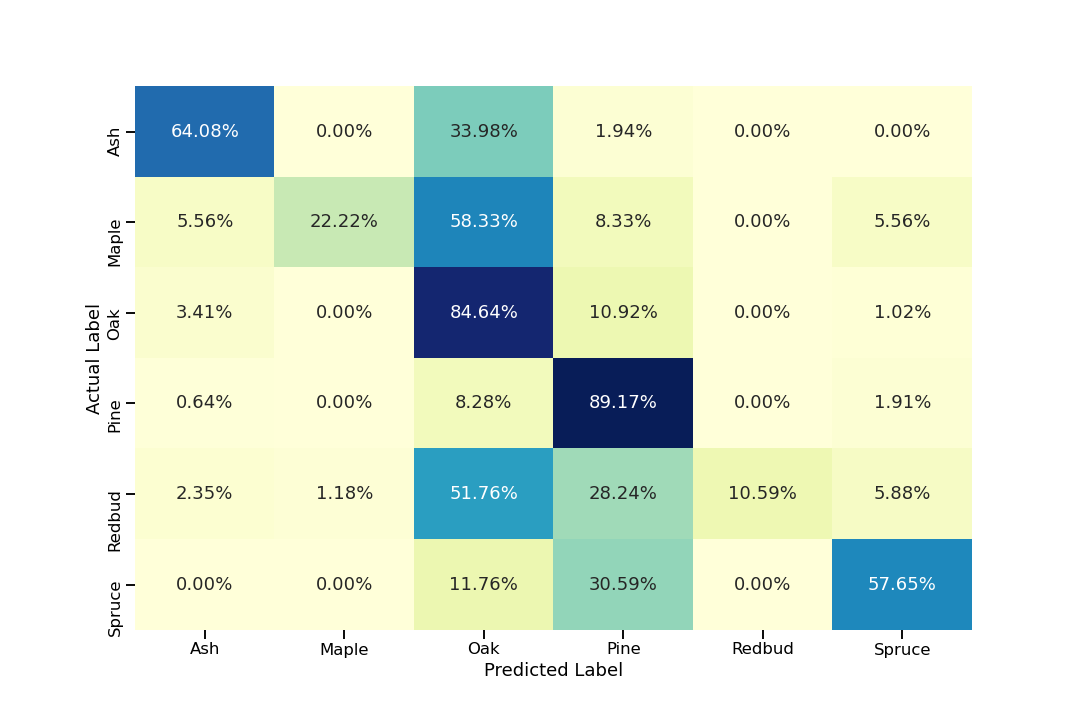 Actual Label
Ash 64.08% 0.00% 33.98% 1.94% 0.00% 0.00%
Maple 5.56% 22.22% 58.33% 8.33% 0.00% 5.56%
Oak 3.41% 0.00% 84.64% 10.92% 0.00% 1.02%
Pine 0.64% 0.00% 8.28% 89.17% 0.00% 1.91%
Redbud 2.35% 1.18% 51.76% 28.24% 10.59% 5.88%
Spruce 0.00% 0.00% 11.76% 30.59% 0.00% 57.65%
Ash Maple Oak Pine Redbud Spruce
Predicted Label